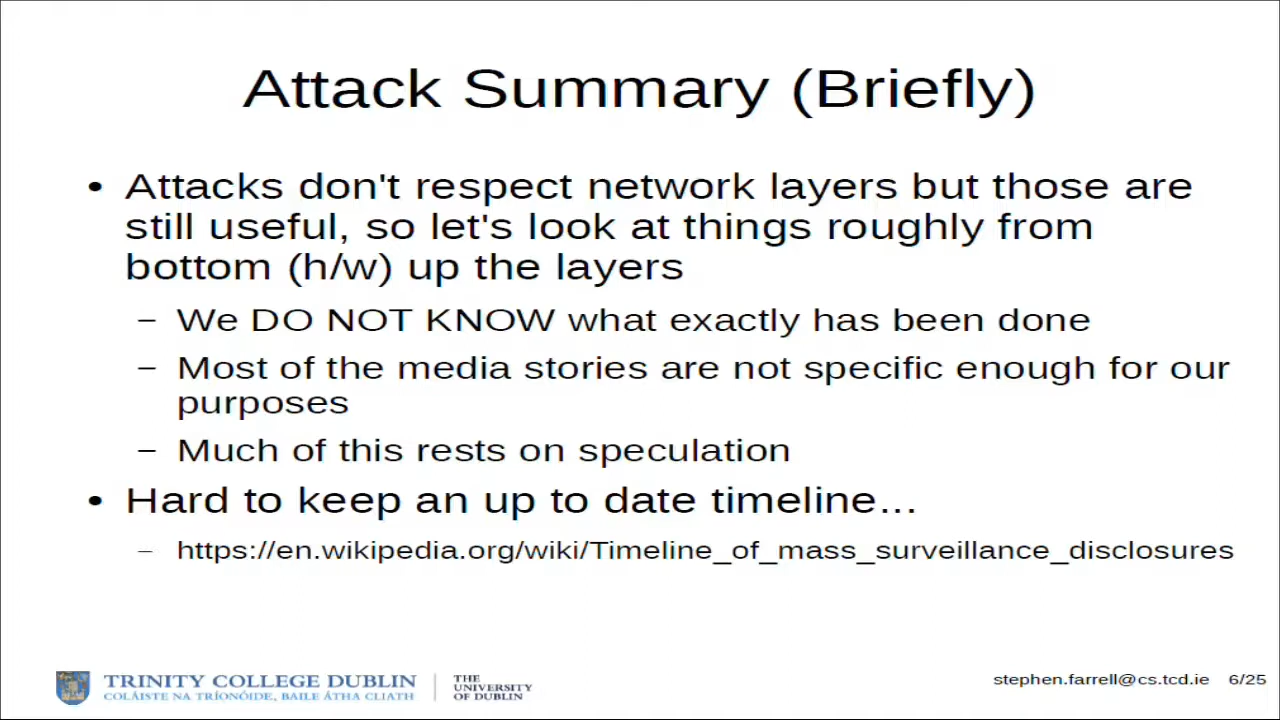 Attack Summary (Briefly)
• Attacks don't respect network layers but those are
still useful, so let's look at things roughly from
bottom (h/w) up the layers
– We DO NOT KNOW what exactly has been done
– Most of the media stories are not specific enough for our
purposes
– Much of this rests on speculation
• Hard to keep an up to date timeline...
– https://en.wikipedia.org/wiki/Timeline_of_mass_surveillance_disclosures
TRINITY COLLEGE DUBLIN
COLÁISTE NA TRÍONÓIDE, BAILE ÁTHA CLIATH
THE
UNIVERSITY
OF DUBLIN
stephen.farrell@cs.tcd.ie 6/25